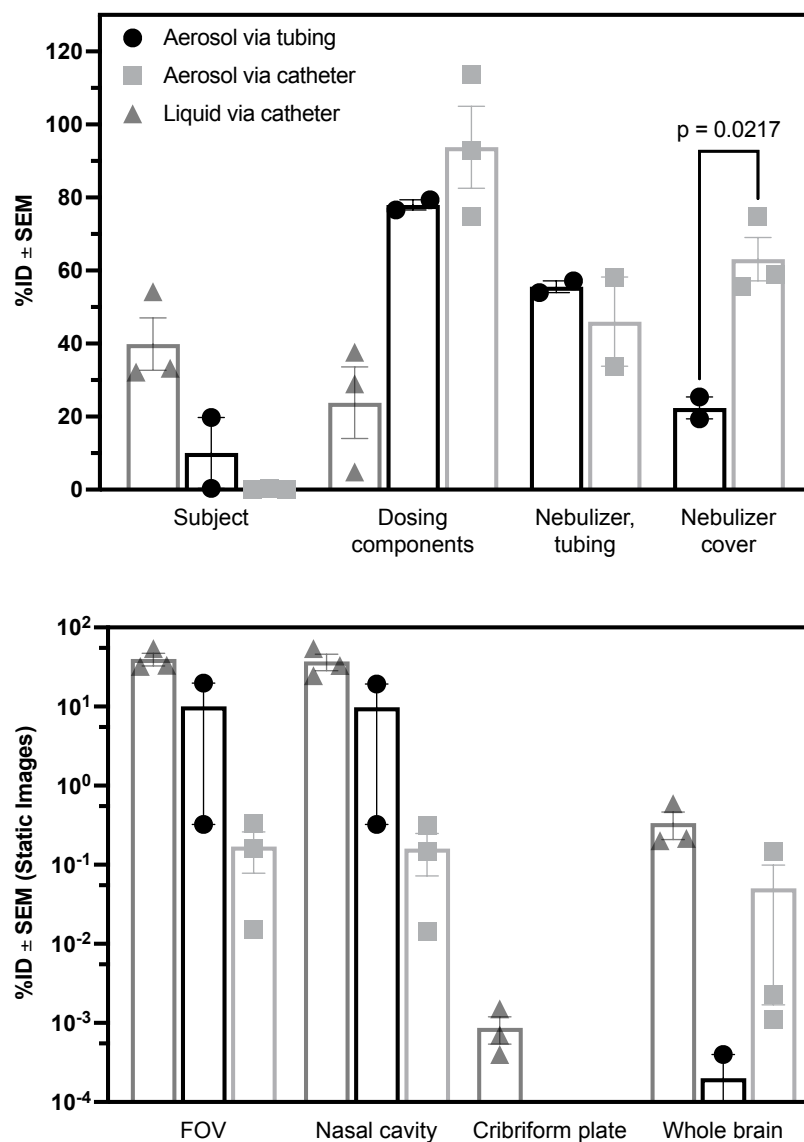 120
100
80
60
40
20
0
%ID ± SEM
Aerosol via tubing
Aerosol via catheter
Liquid via catheter
p = 0.0217
Subject
Dosing
components
Nebulizer,
tubing
Nebulizer
cover
10²
10¹
10⁰
10⁻¹
10⁻²
10⁻³
10⁻⁴
%ID ± SEM (Static Images)
FOV
Nasal cavity
Cribriform plate
Whole brain